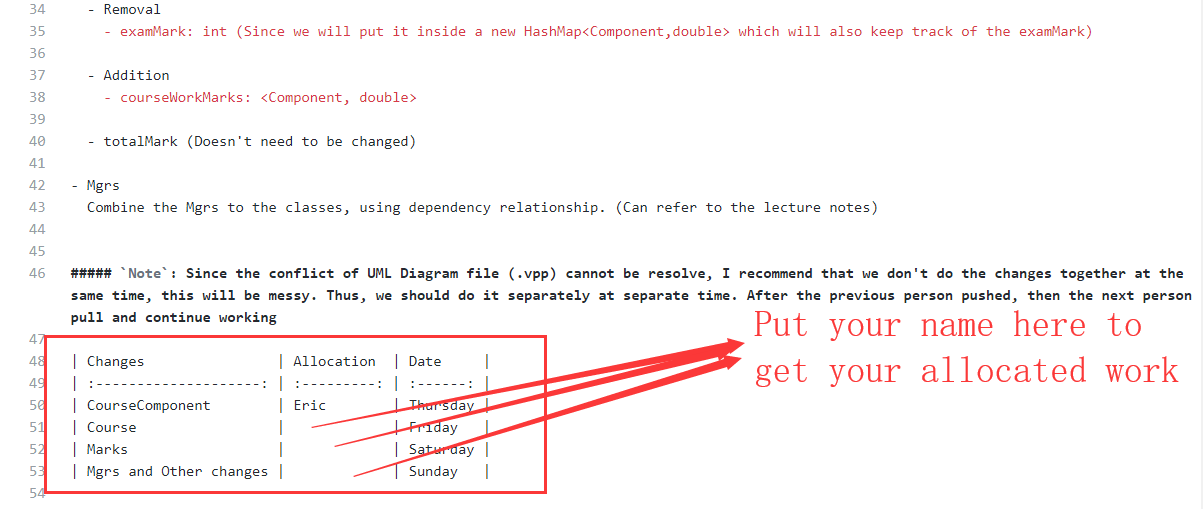 34 - Removal
35 - examMark: int (Since we will put it inside a new HashMap<Component,double> which will also keep track of the examMark)
36
37 - Addition
38 - courseWorkMarks: <Component, double>
39
40 - totalMark (Doesn't need to be changed)
41
42 - Mgrs
43 Combine the Mgrs to the classes, using dependency relationship. (Can refer to the lecture notes)
44
45
46 ##### `Note`: Since the conflict of UML Diagram file (.vpp) cannot be resolve, I recommend that we don't do the changes together at the
same time, this will be messy. Thus, we should do it separately at separate time. After the previous person pushed, then the next person
pull and continue working
47
48 | Changes | Allocation | Date |
49 | :--------------------: | :---------: | :------: |
50 | CourseComponent | Eric | Thursday |
51 | Course | | Friday |
52 | Marks | | Saturday |
53 | Mgrs and Other changes | | Sunday |
54
Put your name here to
get your allocated work